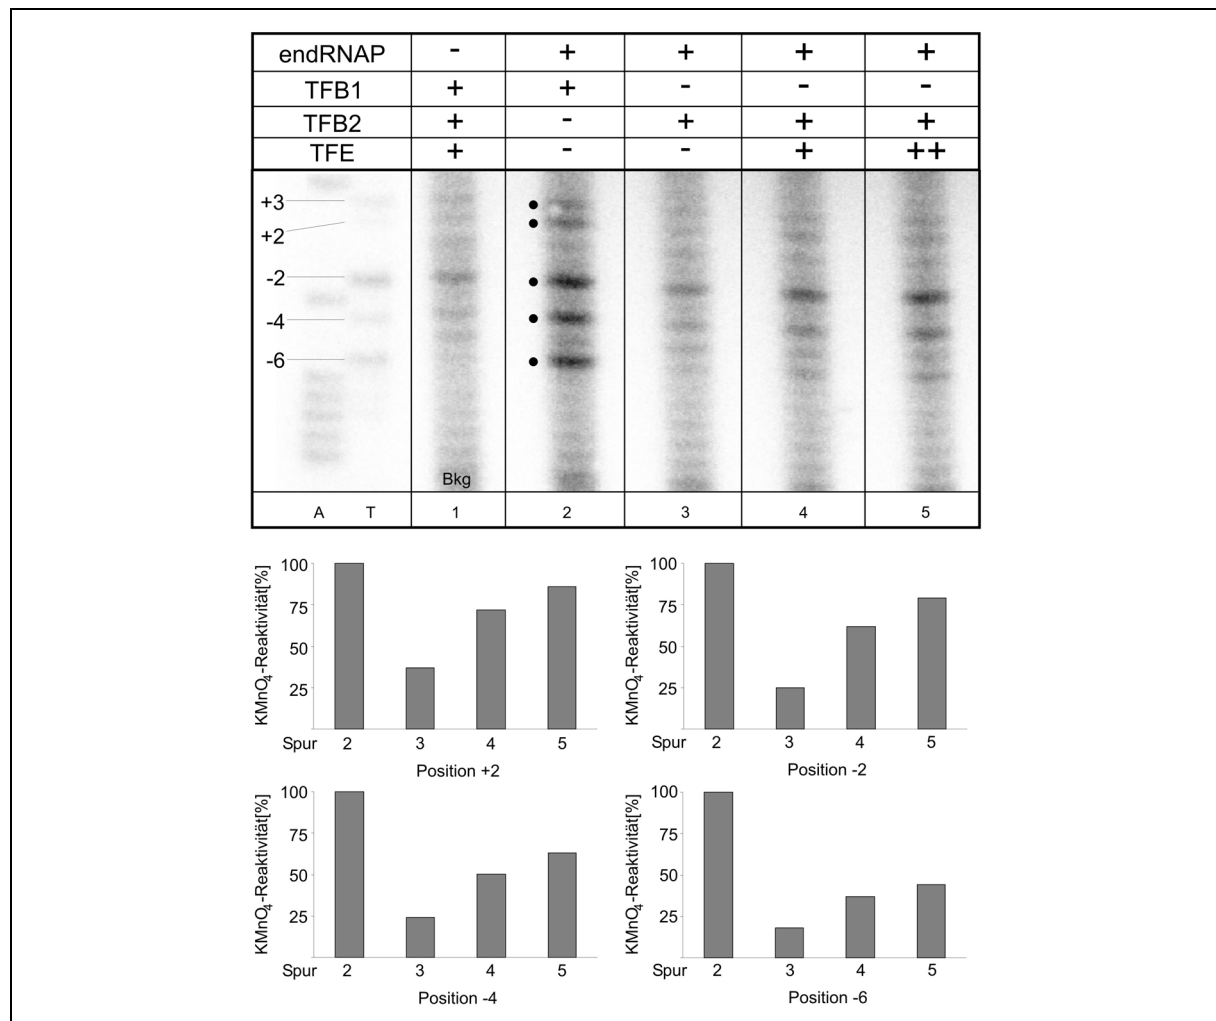 endRNAP - + + + +
TFB1 + + - - -
TFB2 + - + + +
TFE + - - + ++
+3
+2
-2
-4
-6
Bkg
A T 1 2 3 4 5
KMnO4-Reaktivität[%]
100
75
50
25
Spur 2 3 4 5
Position +2
KMnO4-Reaktivität[%]
100
75
50
25
Spur 2 3 4 5
Position -2
KMnO4-Reaktivität[%]
100
75
50
25
Spur 2 3 4 5
Position -4
KMnO4-Reaktivität[%]
100
75
50
25
Spur 2 3 4 5
Position -6